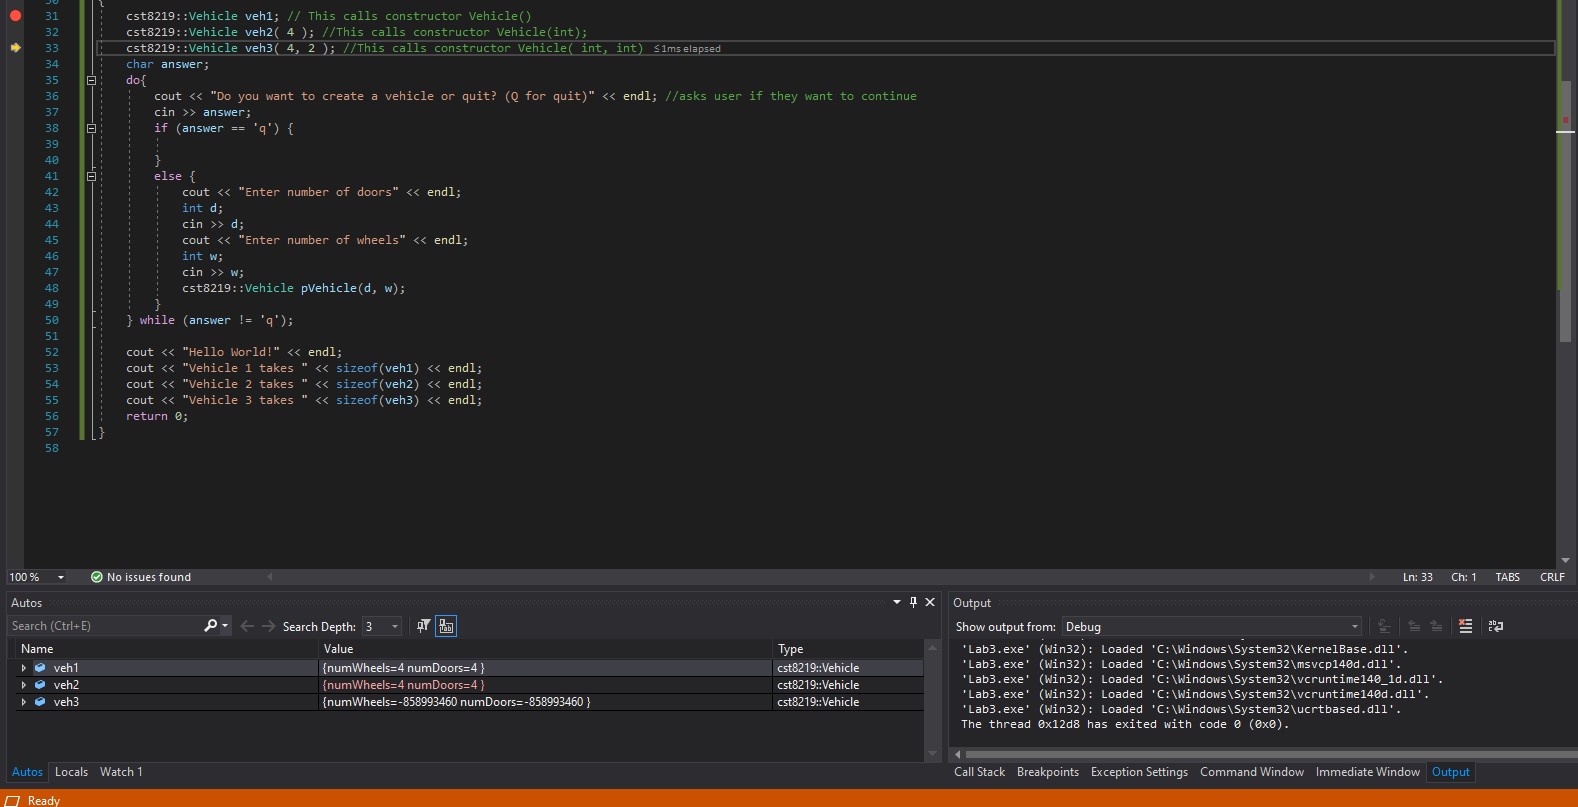 30 {
31 cst8219::Vehicle veh1; // This calls constructor Vehicle()
32 cst8219::Vehicle veh2( 4 ); //This calls constructor Vehicle(int);
33 cst8219::Vehicle veh3( 4, 2 ); //This calls constructor Vehicle( int, int) ≤1ms elapsed
34 char answer;
35 do{
36 cout << "Do you want to create a vehicle or quit? (Q for quit)" << endl; //asks user if they want to continue
37 cin >> answer;
38 if (answer == 'q') {
39
40 }
41 else {
42 cout << "Enter number of doors" << endl;
43 int d;
44 cin >> d;
45 cout << "Enter number of wheels" << endl;
46 int w;
47 cin >> w;
48 cst8219::Vehicle pVehicle(d, w);
49 }
50 } while (answer != 'q');
51
52 cout << "Hello World!" << endl;
53 cout << "Vehicle 1 takes " << sizeof(veh1) << endl;
54 cout << "Vehicle 2 takes " << sizeof(veh2) << endl;
55 cout << "Vehicle 3 takes " << sizeof(veh3) << endl;
56 return 0;
57 }
58
100 % No issues found Ln: 33 Ch: 1 TABS CRLF
Autos
Search (Ctrl+E) Search Depth: 3
Name Value Type
veh1 {numWheels=4 numDoors=4 } cst8219::Vehicle
veh2 {numWheels=4 numDoors=4 } cst8219::Vehicle
veh3 {numWheels=-858993460 numDoors=-858993460 } cst8219::Vehicle
Autos Locals Watch 1
Output
Show output from: Debug
'Lab3.exe' (Win32): Loaded 'C:\Windows\System32\KernelBase.dll'.
'Lab3.exe' (Win32): Loaded 'C:\Windows\System32\msvcp140d.dll'.
'Lab3.exe' (Win32): Loaded 'C:\Windows\System32\vcruntime140_1d.dll'.
'Lab3.exe' (Win32): Loaded 'C:\Windows\System32\vcruntime140d.dll'.
'Lab3.exe' (Win32): Loaded 'C:\Windows\System32\ucrtbased.dll'.
The thread 0x12d8 has exited with code 0 (0x0).
Call Stack Breakpoints Exception Settings Command Window Immediate Window Output
Ready